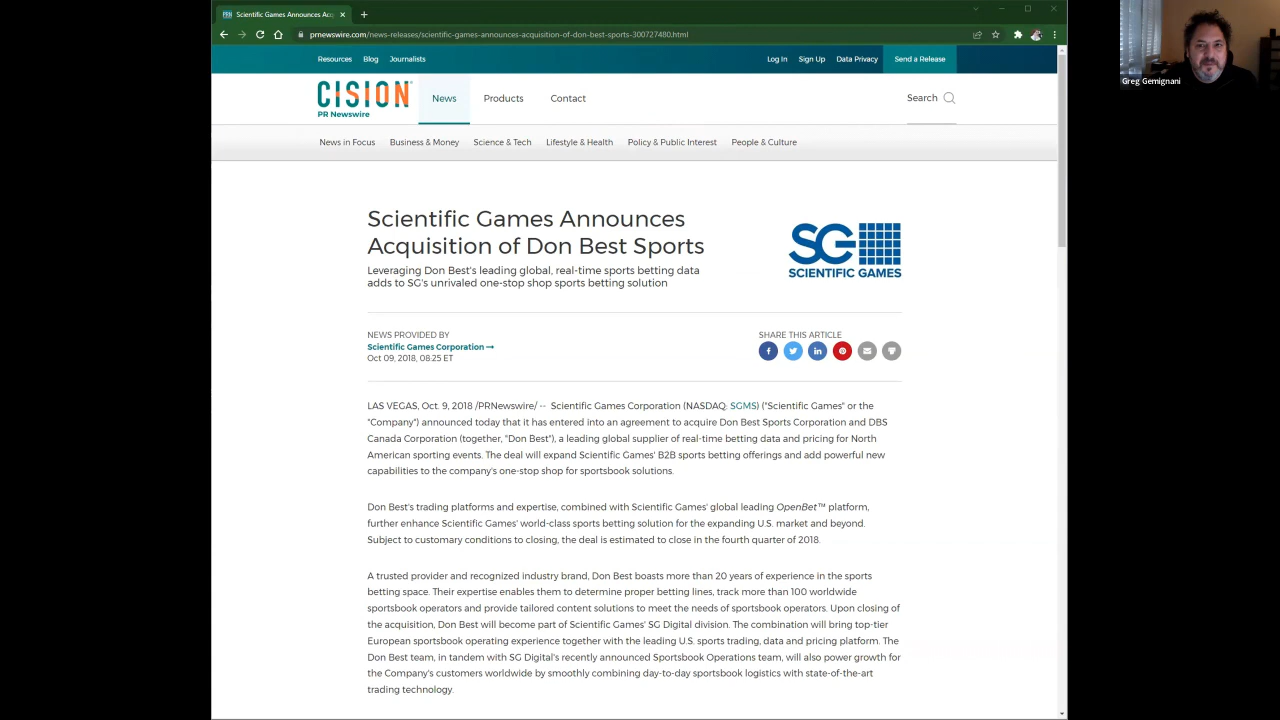 Scientific Games Announces Acq
prnewswire.com/news-releases/scientific-games-announces-acquisition-of-don-best-sports-300727480.html
Resources Blog Journalists Log In Sign Up Data Privacy Send a Release
CISION
PR Newswire
News Products Contact Search
News in Focus Business & Money Science & Tech Lifestyle & Health Policy & Public Interest People & Culture
Scientific Games Announces
Acquisition of Don Best Sports
Leveraging Don Best's leading global, real-time sports betting data
adds to SG's unrivaled one-stop shop sports betting solution
SG
SCIENTIFIC GAMES
NEWS PROVIDED BY
Scientific Games Corporation
Oct 09, 2018, 08:25 ET
SHARE THIS ARTICLE
LAS VEGAS, Oct. 9, 2018 /PRNewswire/ -- Scientific Games Corporation (NASDAQ: SGMS) ("Scientific Games" or the
"Company") announced today that it has entered into an agreement to acquire Don Best Sports Corporation and DBS
Canada Corporation (together, "Don Best"), a leading global supplier of real-time betting data and pricing for North
American sporting events. The deal will expand Scientific Games' B2B sports betting offerings and add powerful new
capabilities to the company's one-stop shop for sportsbook solutions.
Don Best's trading platforms and expertise, combined with Scientific Games' global leading OpenBet™ platform,
further enhance Scientific Games' world-class sports betting solution for the expanding U.S. market and beyond.
Subject to customary conditions to closing, the deal is estimated to close in the fourth quarter of 2018.
A trusted provider and recognized industry brand, Don Best boasts more than 20 years of experience in the sports
betting space. Their expertise enables them to determine proper betting lines, track more than 100 worldwide
sportsbook operators and provide tailored content solutions to meet the needs of sportsbook operators. Upon closing of
the acquisition, Don Best will become part of Scientific Games' SG Digital division. The combination will bring top-tier
European sportsbook operating experience together with the leading U.S. sports trading, data and pricing platform. The
Don Best team, in tandem with SG Digital's recently announced Sportsbook Operations team, will also power growth for
the Company's customers worldwide by smoothly combining day-to-day sportsbook logistics with state-of-the-art
trading technology.
Greg Gemignani